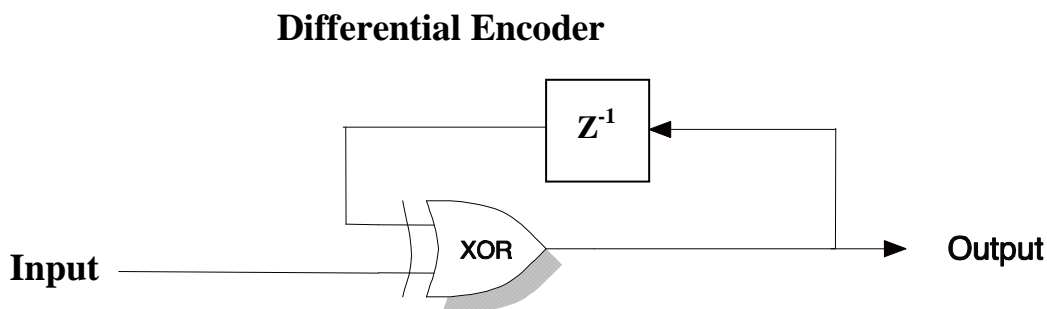 Differential Encoder
Z⁻¹
XOR
Input
Output